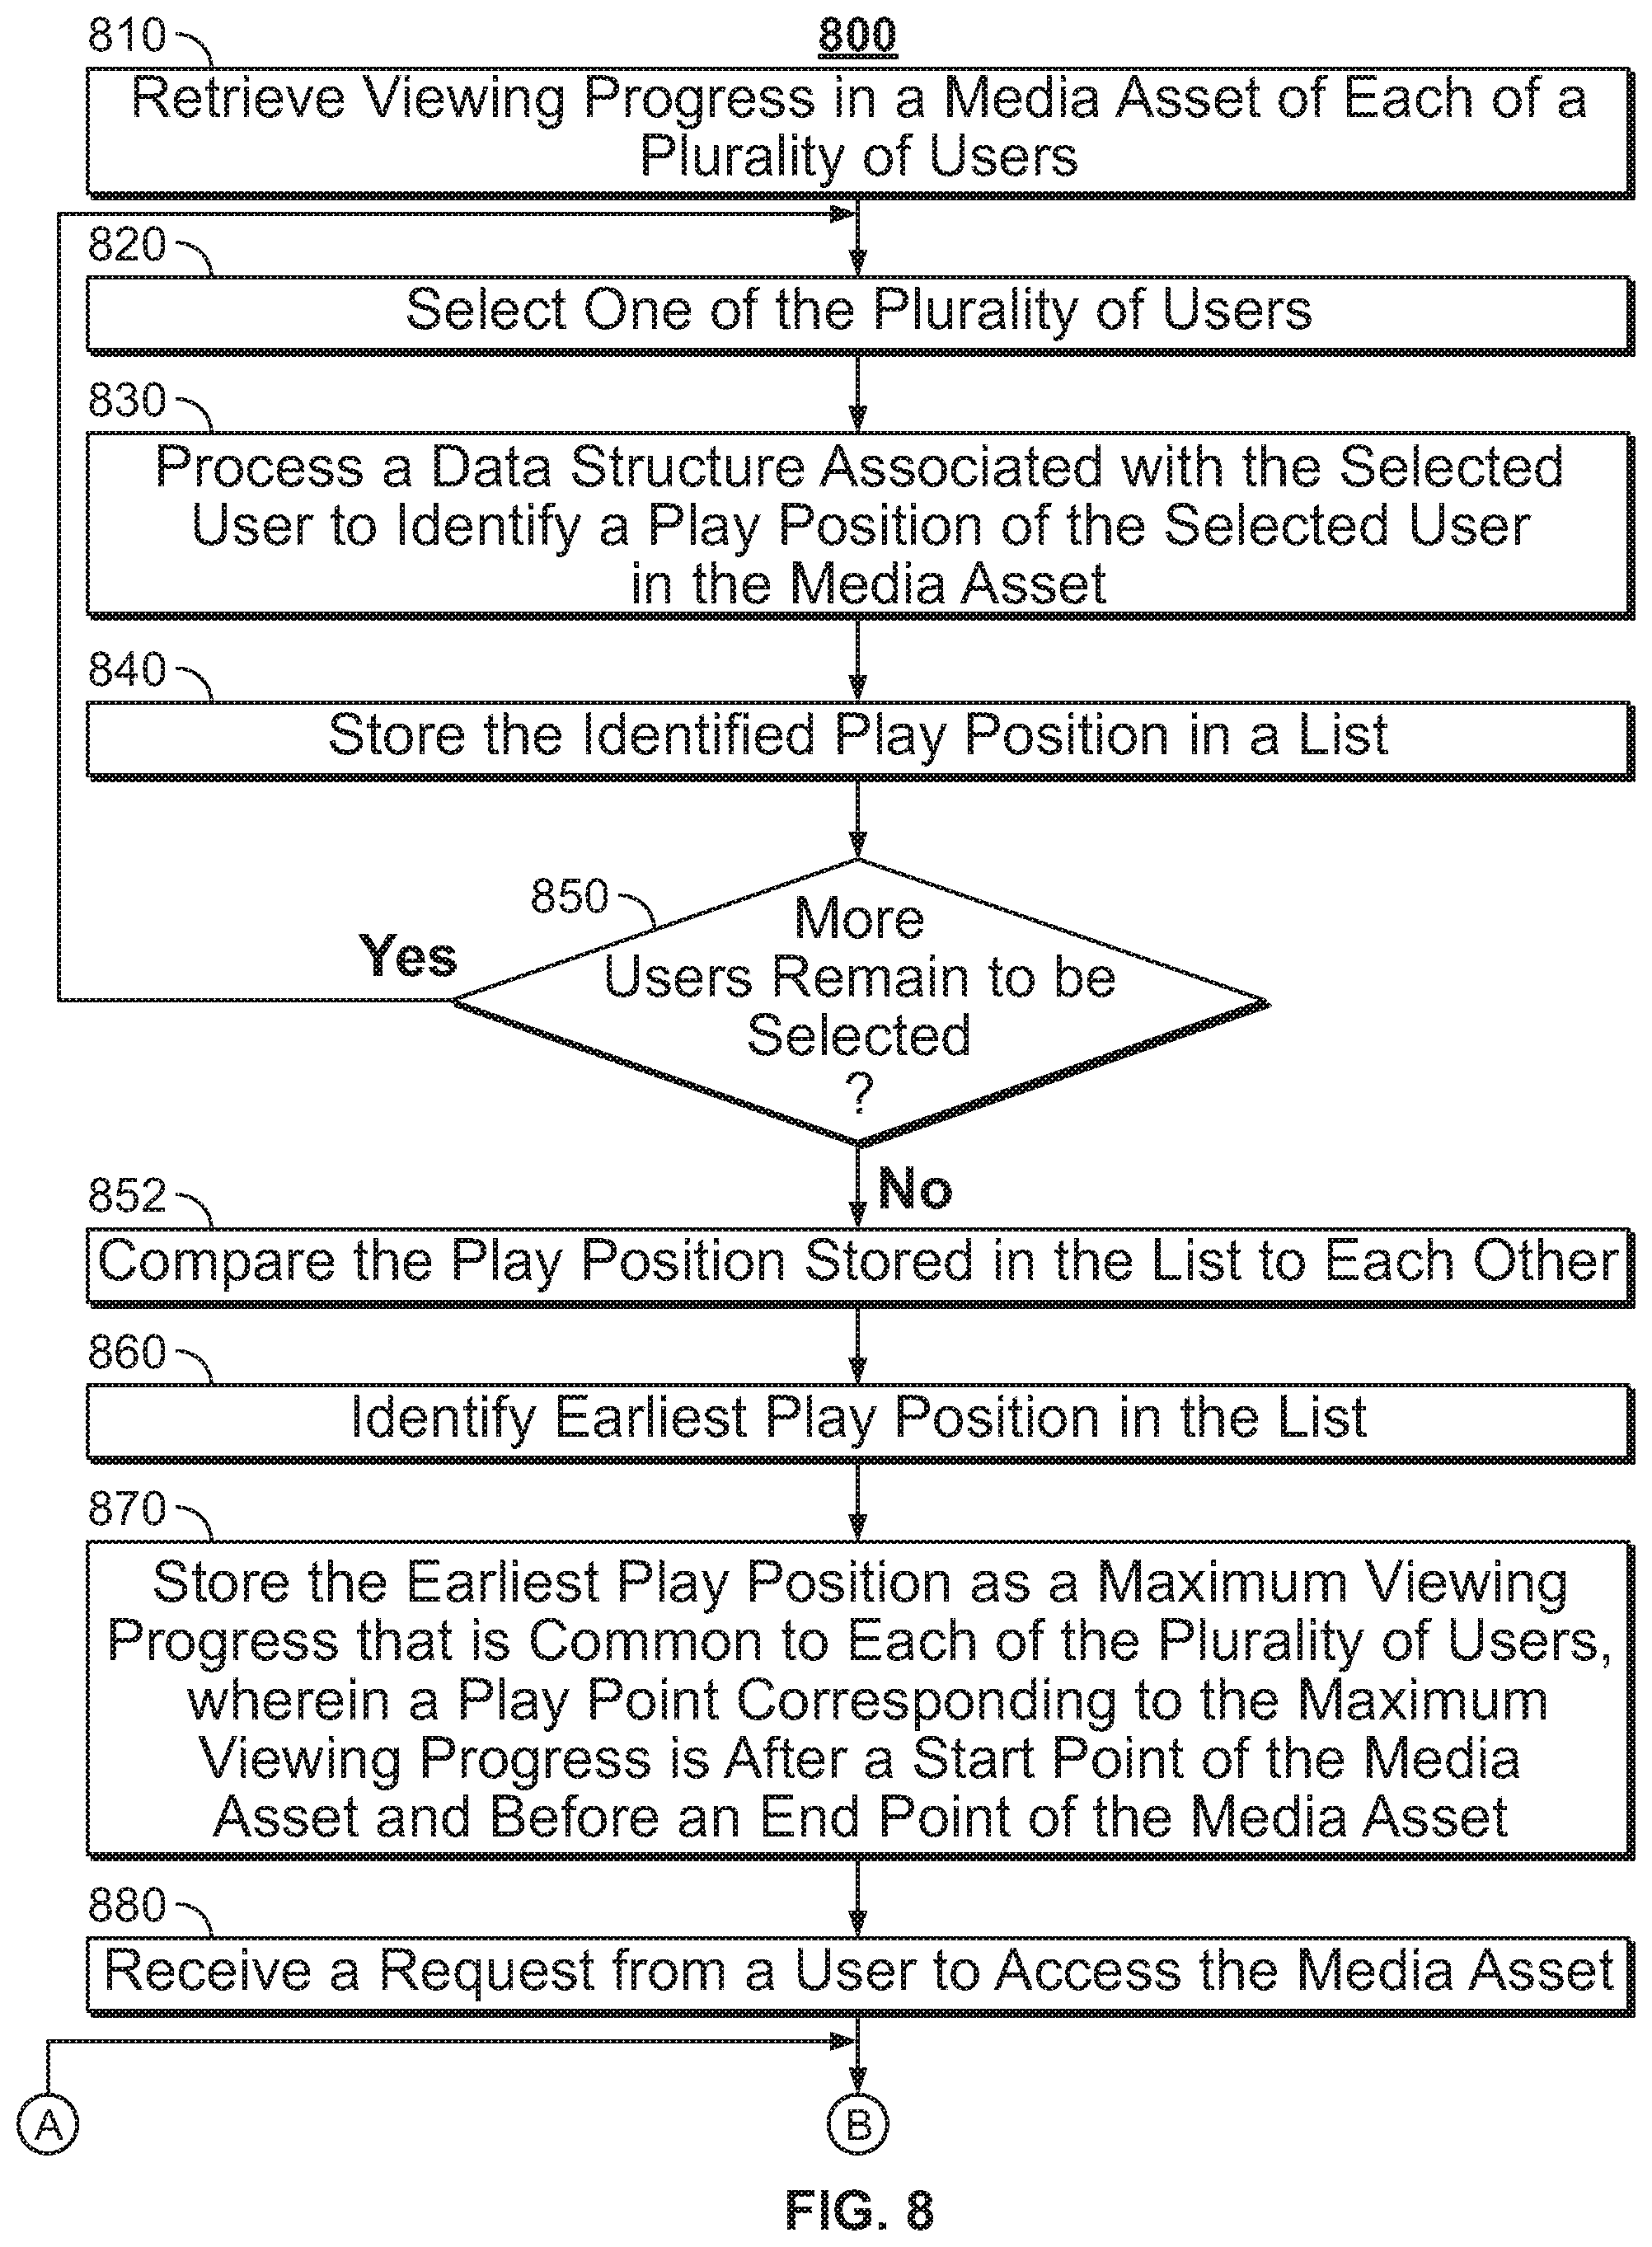 800
810
Retrieve Viewing Progress in a Media Asset of Each of a
Plurality of Users
820
Select One of the Plurality of Users
830
Process a Data Structure Associated with the Selected
User to Identify a Play Position of the Selected User
in the Media Asset
840
Store the Identified Play Position in a List
850
More
Users Remain to be
Selected
?
Yes
No
852
Compare the Play Position Stored in the List to Each Other
860
Identify Earliest Play Position in the List
870
Store the Earliest Play Position as a Maximum Viewing
Progress that is Common to Each of the Plurality of Users,
wherein a Play Point Corresponding to the Maximum
Viewing Progress is After a Start Point of the Media
Asset and Before an End Point of the Media Asset
880
Receive a Request from a User to Access the Media Asset
A
B
FIG. 8